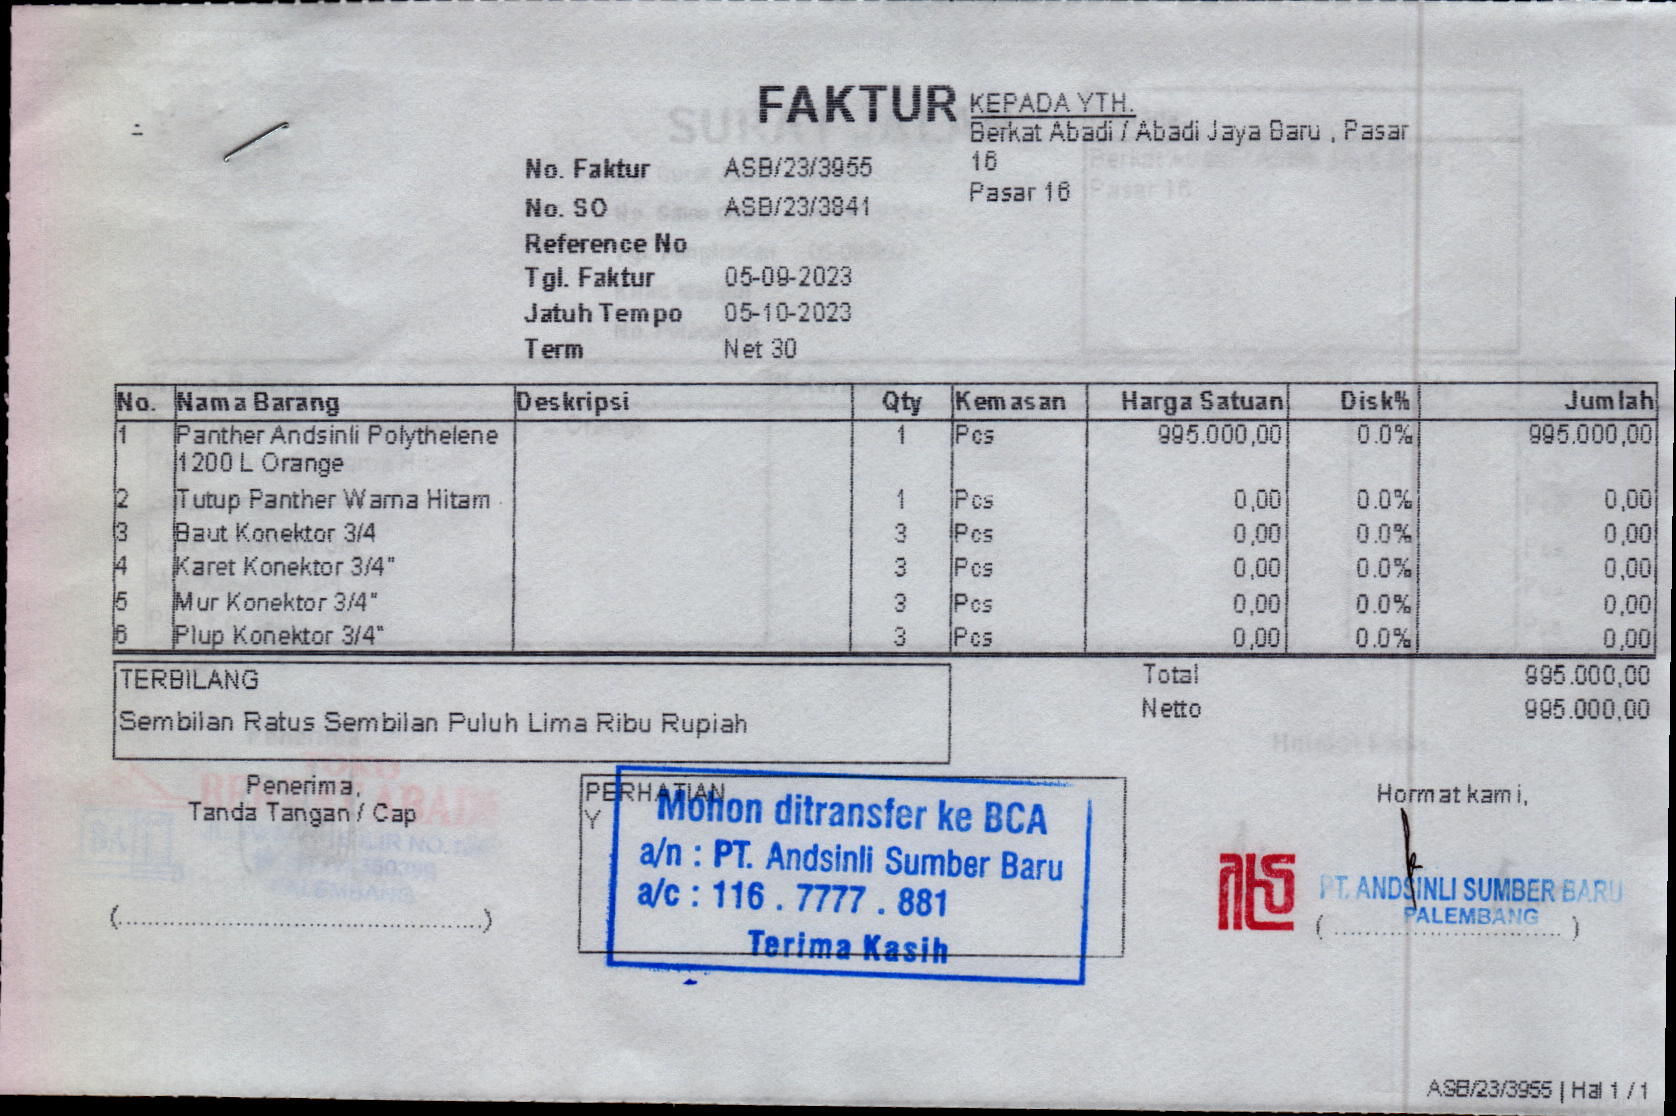 FAKTUR
KEPADA YTH.
Berkat Abadi / Abadi Jaya Baru , Pasar
16
Pasar 16
No. Faktur ASB/23/3955
No. SO ASB/23/3841
Reference No
Tgl. Faktur 05-09-2023
Jatuh Tempo 05-10-2023
Term Net 30
No. Nama Barang Deskripsi Qty Kemasan Harga Satuan Disk% Jumlah
1 Panther Andsinli Polythelene 1 Pcs 995.000,00 0.0% 995.000,00
1200 L Orange
2 Tutup Panther Warna Hitam 1 Pcs 0,00 0.0% 0,00
3 Baut Konektor 3/4 3 Pcs 0,00 0.0% 0,00
4 Karet Konektor 3/4" 3 Pcs 0,00 0.0% 0,00
5 Mur Konektor 3/4" 3 Pcs 0,00 0.0% 0,00
6 Plup Konektor 3/4" 3 Pcs 0,00 0.0% 0,00
TERBILANG
Sembilan Ratus Sembilan Puluh Lima Ribu Rupiah
Total 995.000,00
Netto 995.000,00
Penerima,
Tanda Tangan / Cap
(..........................................)
PERHATIAN
Y
Mohon ditransfer ke BCA
a/n : PT. Andsinli Sumber Baru
a/c : 116 . 7777 . 881
Terima Kasih
Hormat kami,
PT. ANDSINLI SUMBER BARU
PALEMBANG
( .............................. )
ASB/23/3955 | Hal 1 / 1